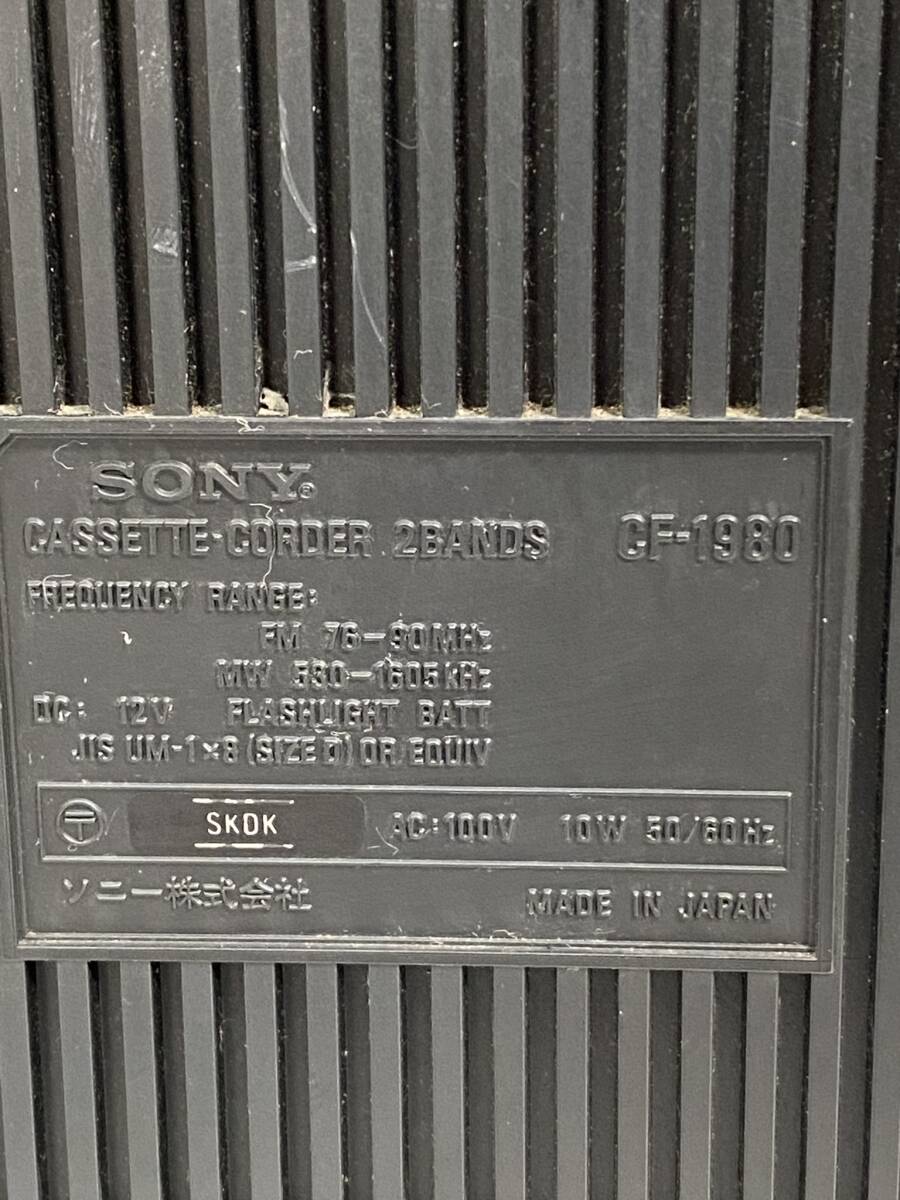 SONY®
CASSETTE-CORDER 2BANDS CF-1980
FREQUENCY RANGE:
FM 76-90MHz
MW 530-1605kHz
DC: 12V FLASHLIGHT BATT
JIS UM-1×8 (SIZE D) OR EQUIV
〒 SKDK AC:100V 10W 50/60Hz
ソニー株式会社 MADE IN JAPAN